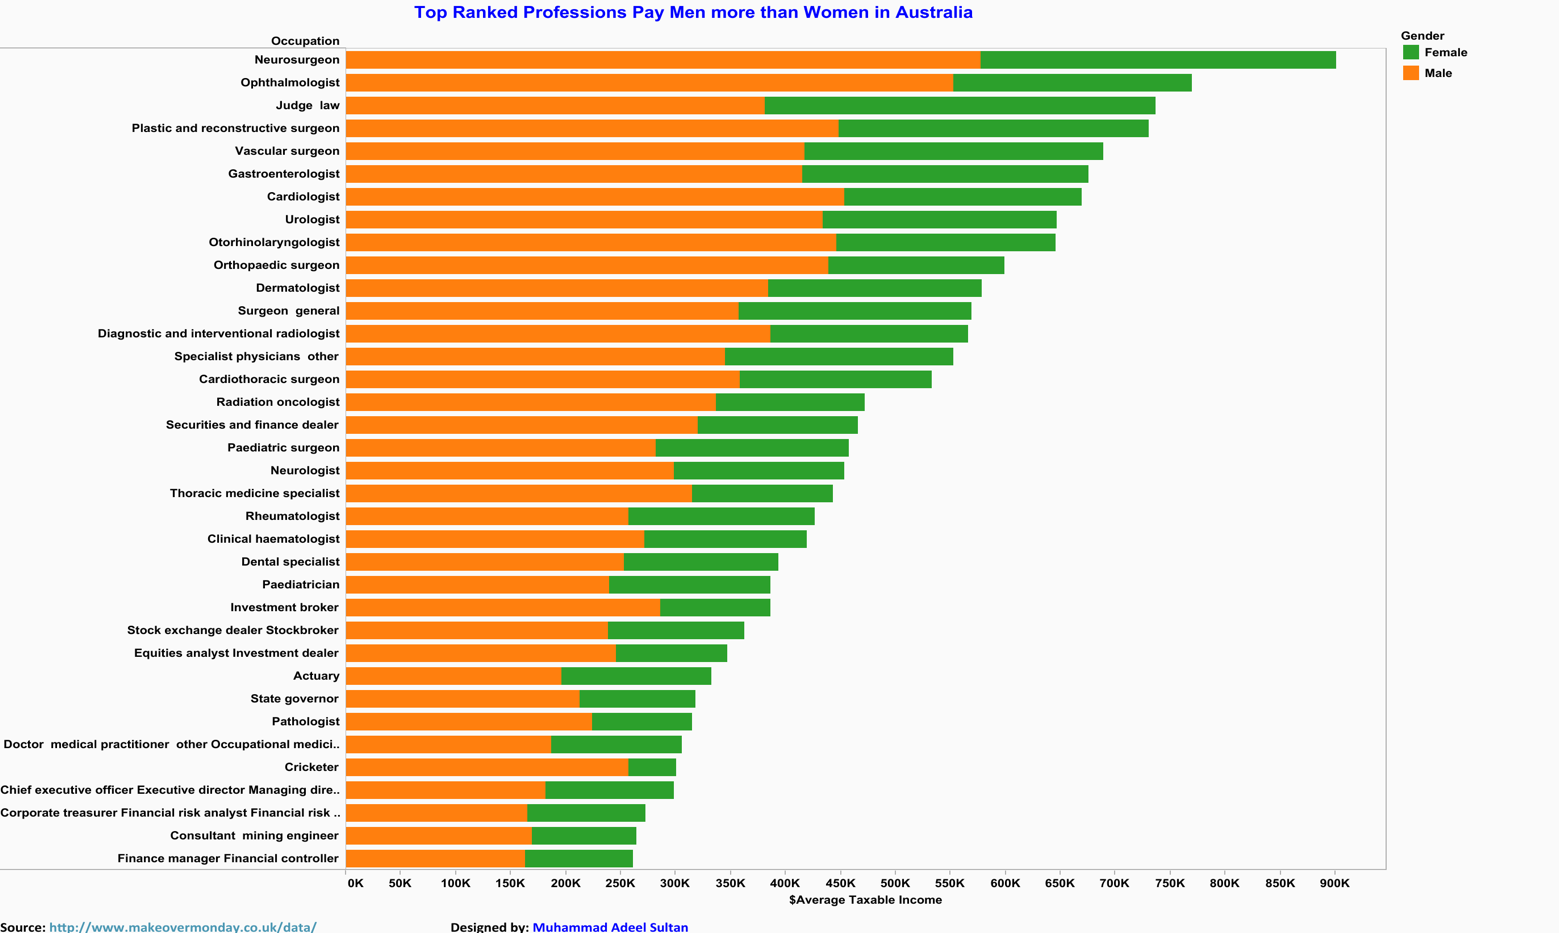 Top Ranked Professions Pay Men more than Women in Australia
Occupation
Gender
Female
Male
Neurosurgeon
Ophthalmologist
Judge  law
Plastic and reconstructive surgeon
Vascular surgeon
Gastroenterologist
Cardiologist
Urologist
Otorhinolaryngologist
Orthopaedic surgeon
Dermatologist
Surgeon  general
Diagnostic and interventional radiologist
Specialist physicians  other
Cardiothoracic surgeon
Radiation oncologist
Securities and finance dealer
Paediatric surgeon
Neurologist
Thoracic medicine specialist
Rheumatologist
Clinical haematologist
Dental specialist
Paediatrician
Investment broker
Stock exchange dealer Stockbroker
Equities analyst Investment dealer
Actuary
State governor
Pathologist
Doctor  medical practitioner  other Occupational medici..
Cricketer
Chief executive officer Executive director Managing dire..
Corporate treasurer Financial risk analyst Financial risk ..
Consultant  mining engineer
Finance manager Financial controller
0K 50K 100K 150K 200K 250K 300K 350K 400K 450K 500K 550K 600K 650K 700K 750K 800K 850K 900K
$Average Taxable Income
Source: http://www.makeovermonday.co.uk/data/ Designed by: Muhammad Adeel Sultan